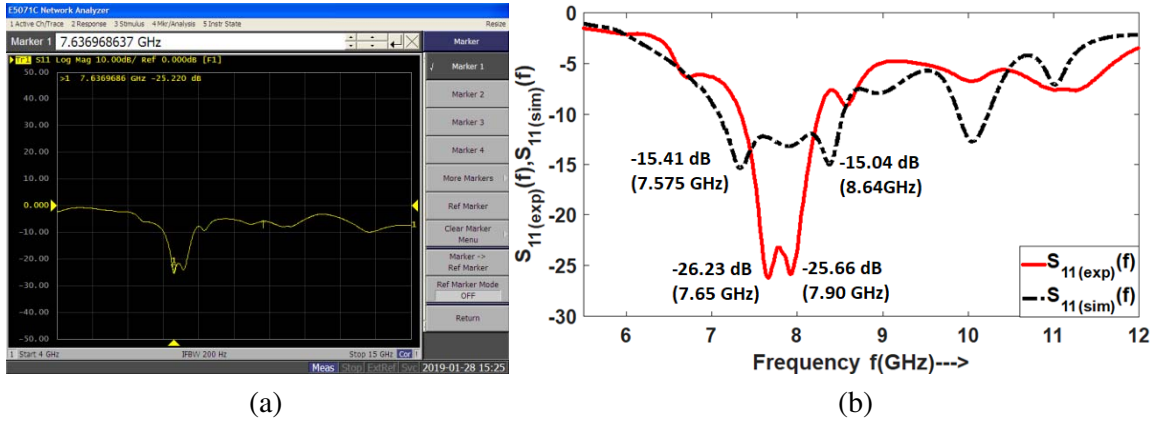 E5071C Network Analyzer
1 Active Ch/Trace 2 Response 3 Stimulus 4 Mkr/Analysis 5 Instr State
Resize
Marker 1 7.636968637 GHz
Marker
Tr1 S11 Log Mag 10.00dB/ Ref 0.000dB [F1]
>1 7.6369686 GHz -25.220 dB
50.00
40.00
30.00
20.00
10.00
0.000
-10.00
-20.00
-30.00
-40.00
-50.00
1
1
Marker 1
Marker 2
Marker 3
Marker 4
More Markers
Ref Marker
Clear Marker
Menu
Marker ->
Ref Marker
Ref Marker Mode
OFF
Return
1 Start 4 GHz IFBW 200 Hz Stop 15 GHz Cor !
Meas Stop ExtRef Svc 2019-01-28 15:25
(a)
S11(exp)(f),S11(sim)(f)
0
-5
-10
-15
-20
-25
-30
-15.41 dB
(7.575 GHz)
-15.04 dB
(8.64GHz)
-26.23 dB
(7.65 GHz)
-25.66 dB
(7.90 GHz)
S11(exp)(f)
S11(sim)(f)
6 7 8 9 10 11 12
Frequency f(GHz)--->
(b)